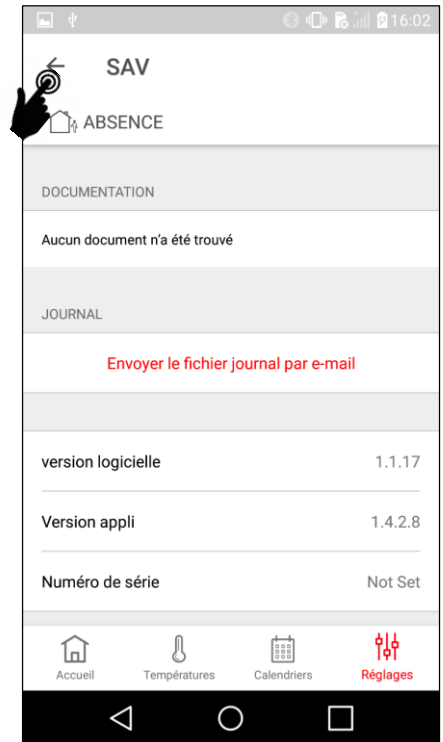 16:02
SAV
ABSENCE
DOCUMENTATION
Aucun document n'a été trouvé
JOURNAL
Envoyer le fichier journal par e-mail
version logicielle 1.1.17
Version appli 1.4.2.8
Numéro de série Not Set
Accueil Températures Calendriers Réglages